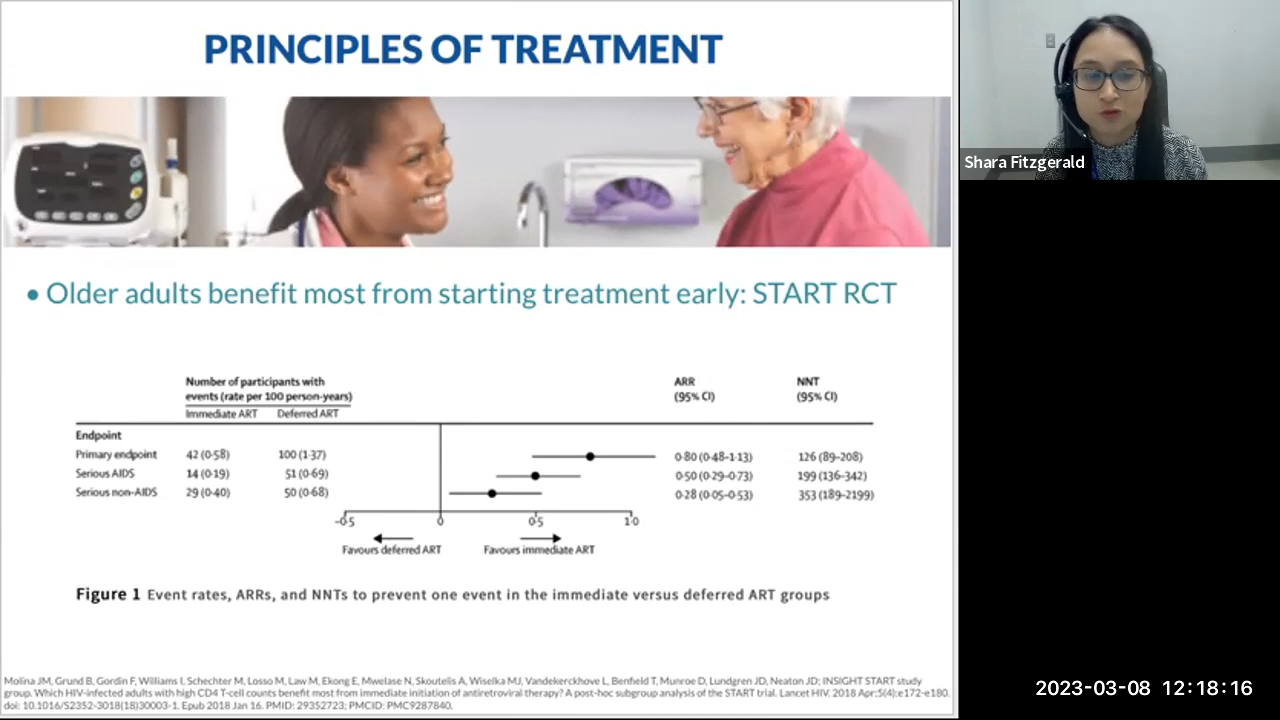 PRINCIPLES OF TREATMENT
Shara Fitzgerald
• Older adults benefit most from starting treatment early: START RCT
Number of participants with
events (rate per 100 person-years)
ARR
(95% CI)
NNT
(95% CI)
Immediate ART Deferred ART
Endpoint
Primary endpoint 42 (0·58) 100 (1·37) 0·80 (0·48–1·13) 126 (89–208)
Serious AIDS 14 (0·19) 51 (0·69) 0·50 (0·29–0·73) 199 (136–342)
Serious non-AIDS 29 (0·40) 50 (0·68) 0·28 (0·05–0·53) 353 (189–2199)
–0·5 0 0·5 1·0
Favours deferred ART Favours immediate ART
Figure 1 Event rates, ARRs, and NNTs to prevent one event in the immediate versus deferred ART groups
Molina JM, Grund B, Gordin F, Williams I, Schechter M, Losso M, Law M, Ekong E, Mwelase N, Skoutelis A, Wiselka MJ, Vandekerckhove L, Benfield T, Munroe D, Lundgren JD, Neaton JD; INSIGHT START study
group. Which HIV-infected adults with high CD4 T-cell counts benefit most from immediate initiation of antiretroviral therapy? A post-hoc subgroup analysis of the START trial. Lancet HIV. 2018 Apr;5(4):e172-e180.
doi: 10.1016/S2352-3018(18)30003-1. Epub 2018 Jan 16. PMID: 29352723; PMCID: PMC9287840.
2023-03-08 12:18:16